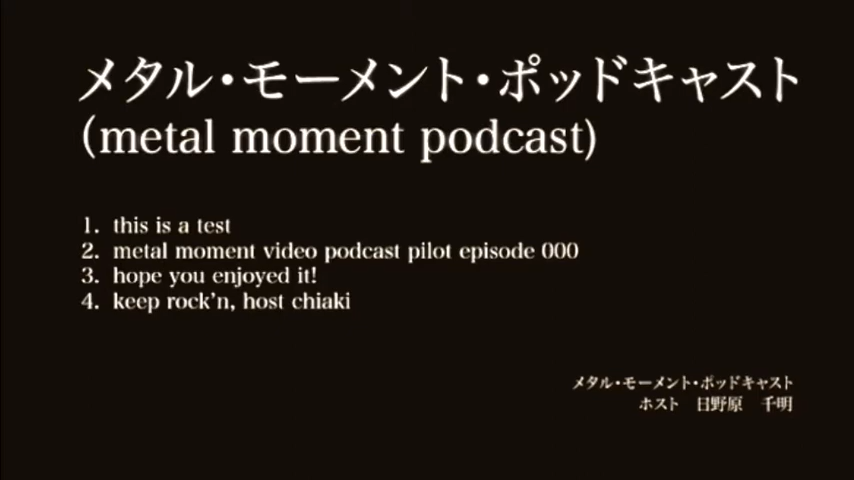 メタル・モーメント・ポッドキャスト
(metal moment podcast)
1. this is a test
2. metal moment video podcast pilot episode 000
3. hope you enjoyed it!
4. keep rock'n, host chiaki
メタル・モーメント・ポッドキャスト
ホスト　日野原　千明